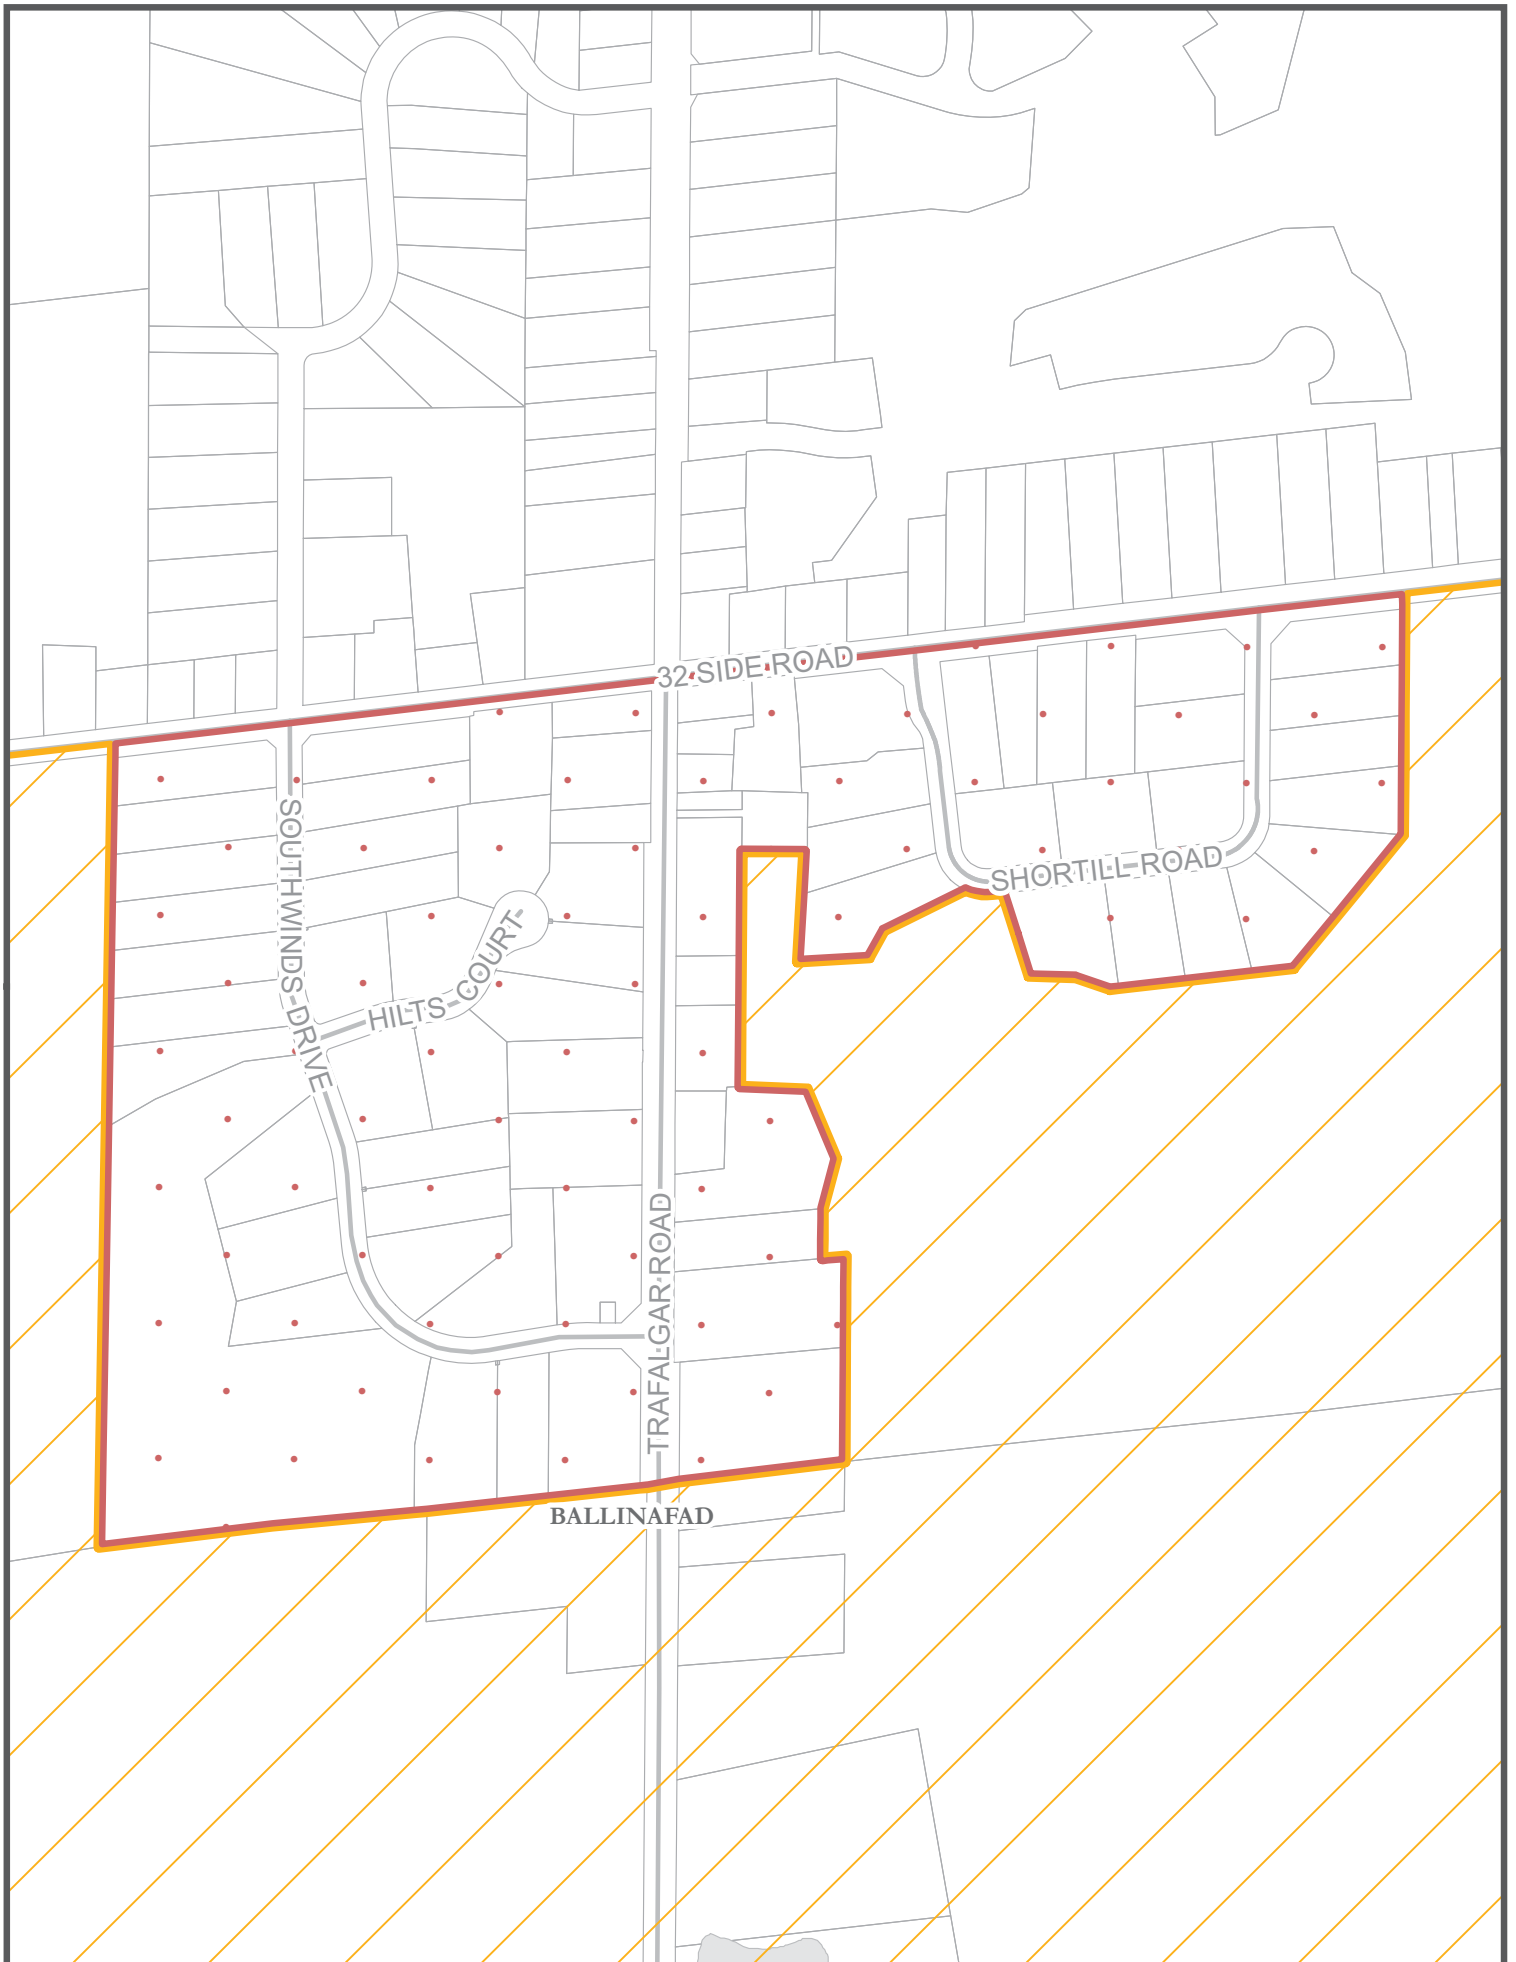 32 SIDE ROAD
SOUTHWINDS DRIVE
HILTS COURT
SHORTILL ROAD
TRAFALGAR ROAD
BALLINAFAD